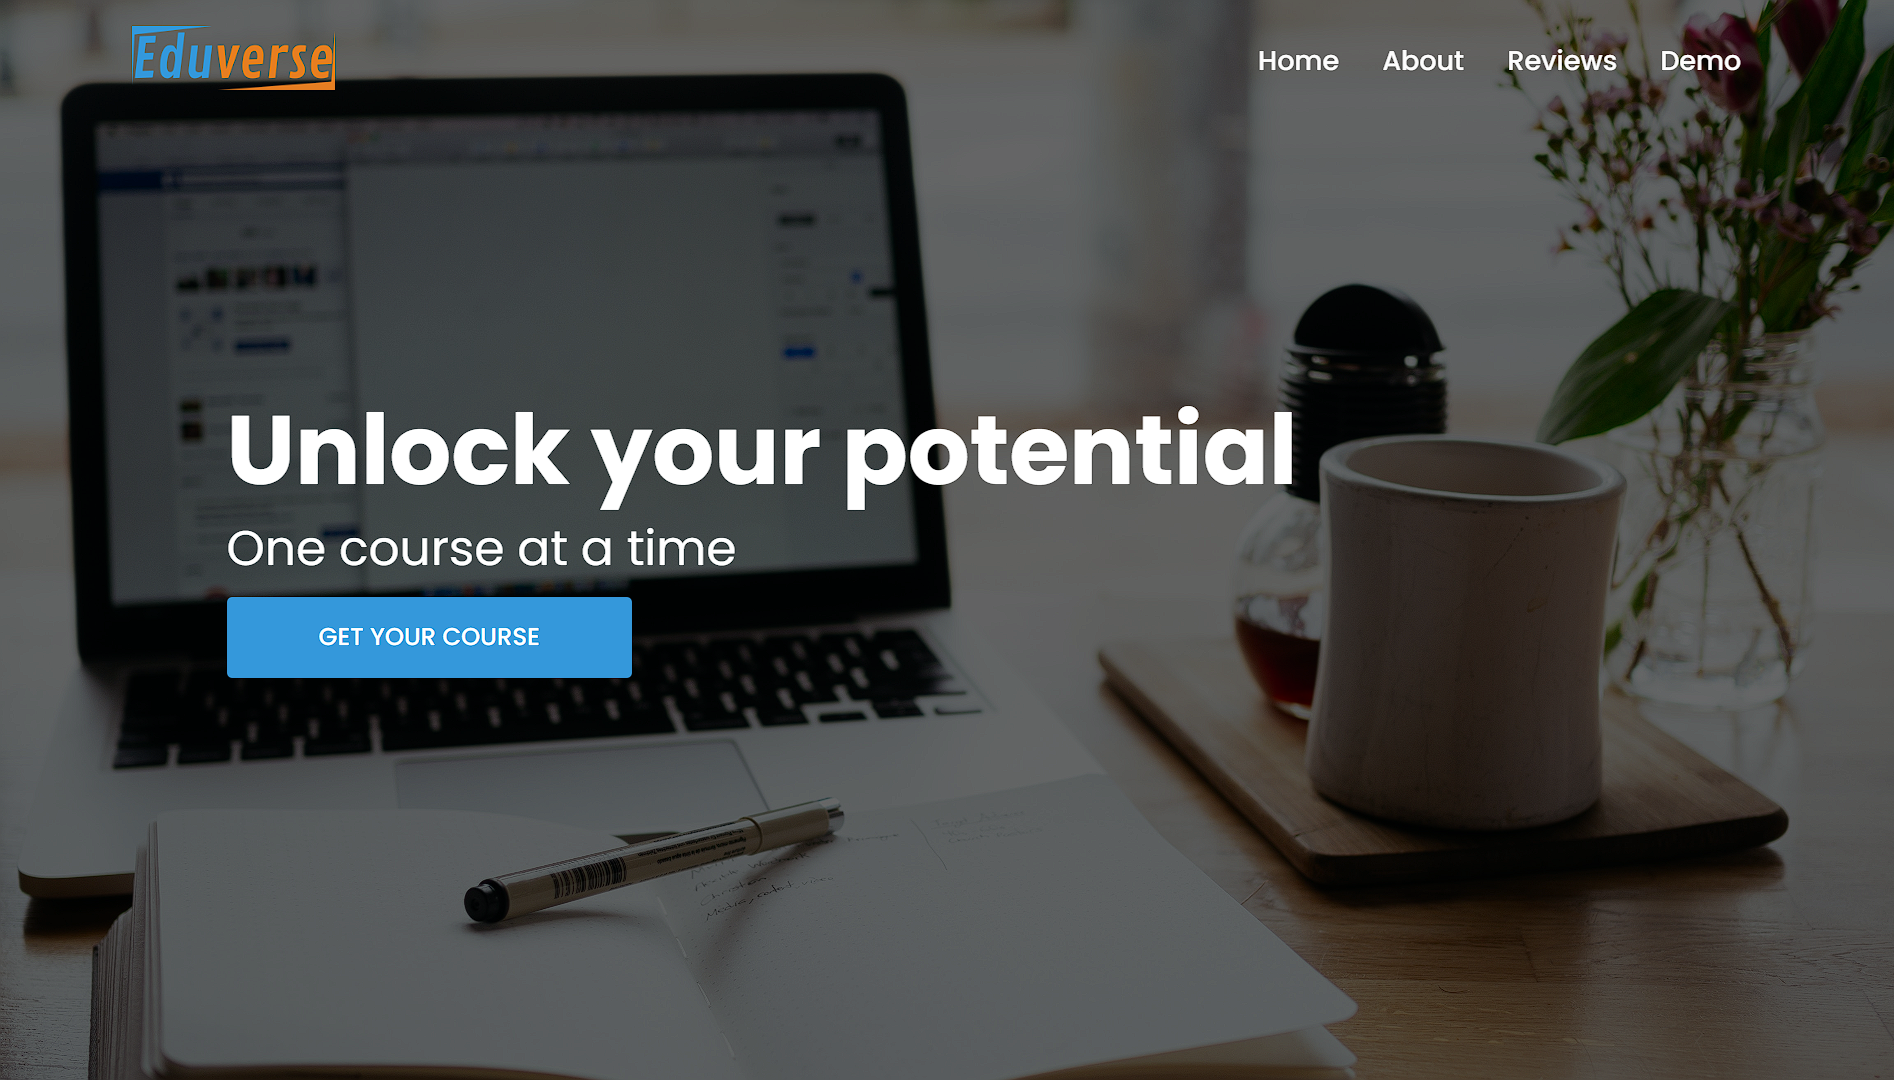 Eduverse
Home About Reviews Demo
Unlock your potential
One course at a time
GET YOUR COURSE